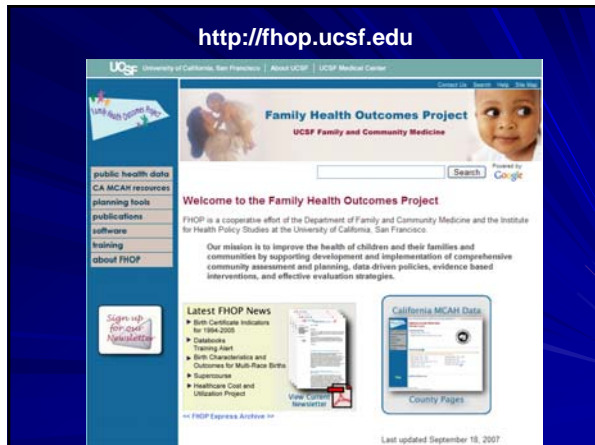 http://fhop.ucsf.edu
UCSF University of California, San Francisco | About UCSF | UCSF Medical Center
Contact Us Search Help Site Map
Family Health Outcomes Project
Family Health Outcomes Project
UCSF Family and Community Medicine
Search
Powered by
Google
public health data
CA MCAH resources
planning tools
publications
software
training
about FHOP
Welcome to the Family Health Outcomes Project
FHOP is a cooperative effort of the Department of Family and Community Medicine and the Institute
for Health Policy Studies at the University of California, San Francisco.
Our mission is to improve the health of children and their families and
communities by supporting development and implementation of comprehensive
community assessment and planning, data-driven policies, evidence based
interventions, and effective evaluation strategies.
Sign up
for our
Newsletter
Latest FHOP News
Birth Certificate Indicators
for 1994-2005
Databooks
Training Alert
Birth Characteristics and
Outcomes for Multi-Race Births
Supercourse
Healthcare Cost and
Utilization Project
View Current
Newsletter
<< FHOP Express Archive >>
California MCAH Data
County Pages
Last updated September 18, 2007